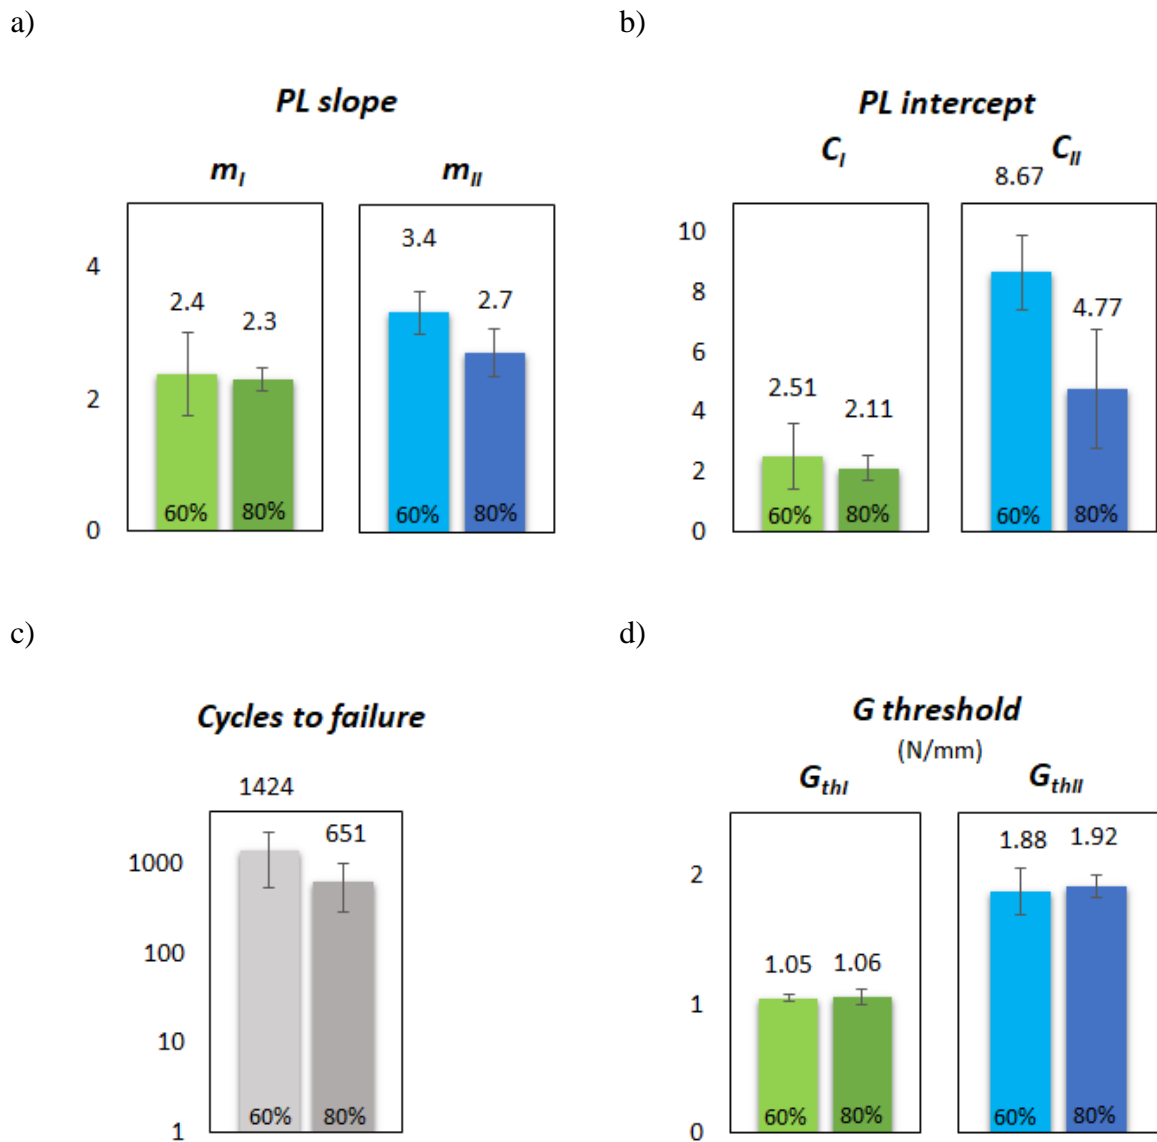 a)
PL slope
m_I
m_II
4
2
0
2.4
2.3
3.4
2.7
60%
80%
60%
80%
b)
PL intercept
C_I
C_II
10
8
6
4
2
0
2.51
2.11
8.67
4.77
60%
80%
60%
80%
c)
Cycles to failure
1000
100
10
1
1424
651
60%
80%
d)
G threshold
(N/mm)
G_thI
G_thII
2
1
0
1.05
1.06
1.88
1.92
60%
80%
60%
80%